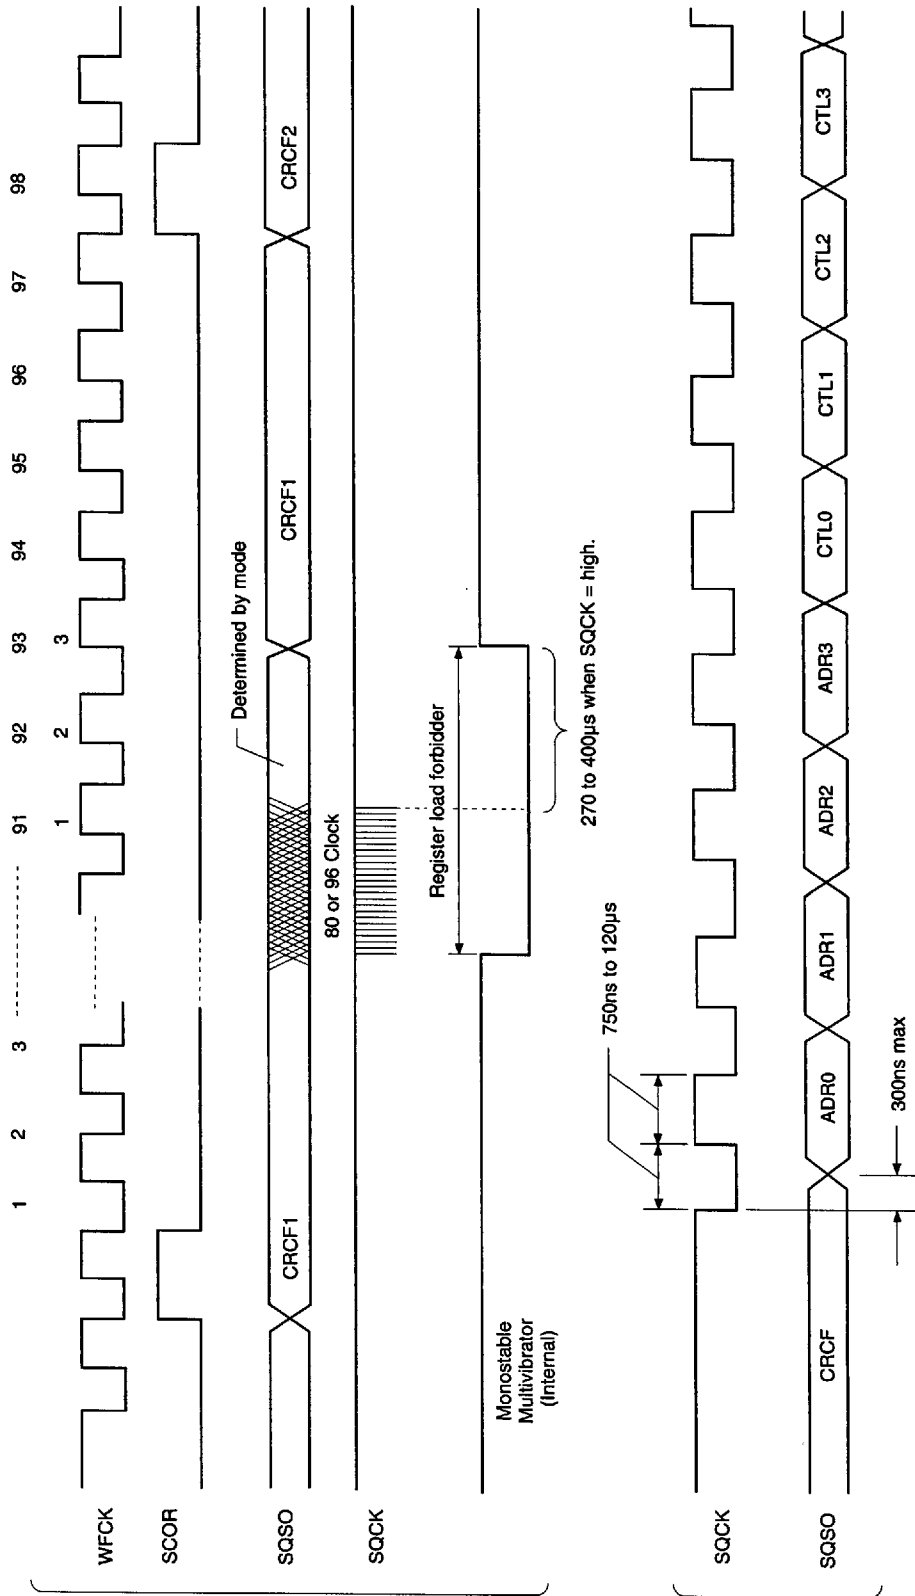 1 2 3 91 92 93 94 95 96 97 98
1 2 3
WFCK
SCOR
Determined by mode
SQSO CRCF1 CRCF1 CRCF2
80 or 96 Clock
SQCK
Register load forbidder
Monostable
Multivibrator
(Internal)
270 to 400µs when SQCK = high.
750ns to 120µs
SQCK
SQSO CRCF ADR0 ADR1 ADR2 ADR3 CTL0 CTL1 CTL2 CTL3
300ns max